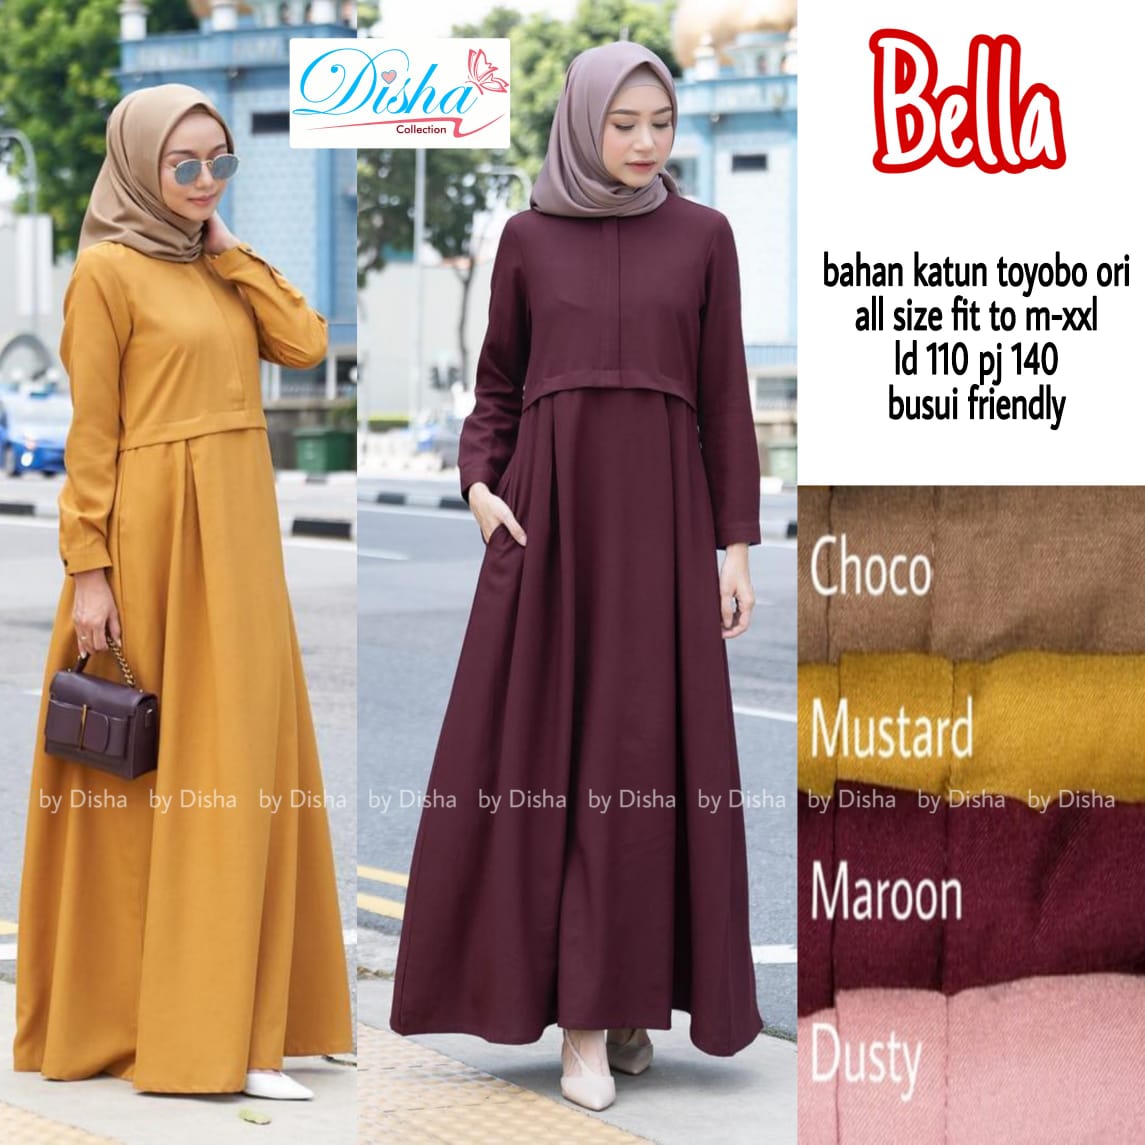 Disha
Collection
Bella
bahan katun toyobo ori
all size fit to m-xxl
ld 110 pj 140
busui friendly
Choco
Mustard
by Disha by Disha by Disha by Disha by Disha by Disha by Disha by Disha by Disha by Disha
Maroon
Dusty